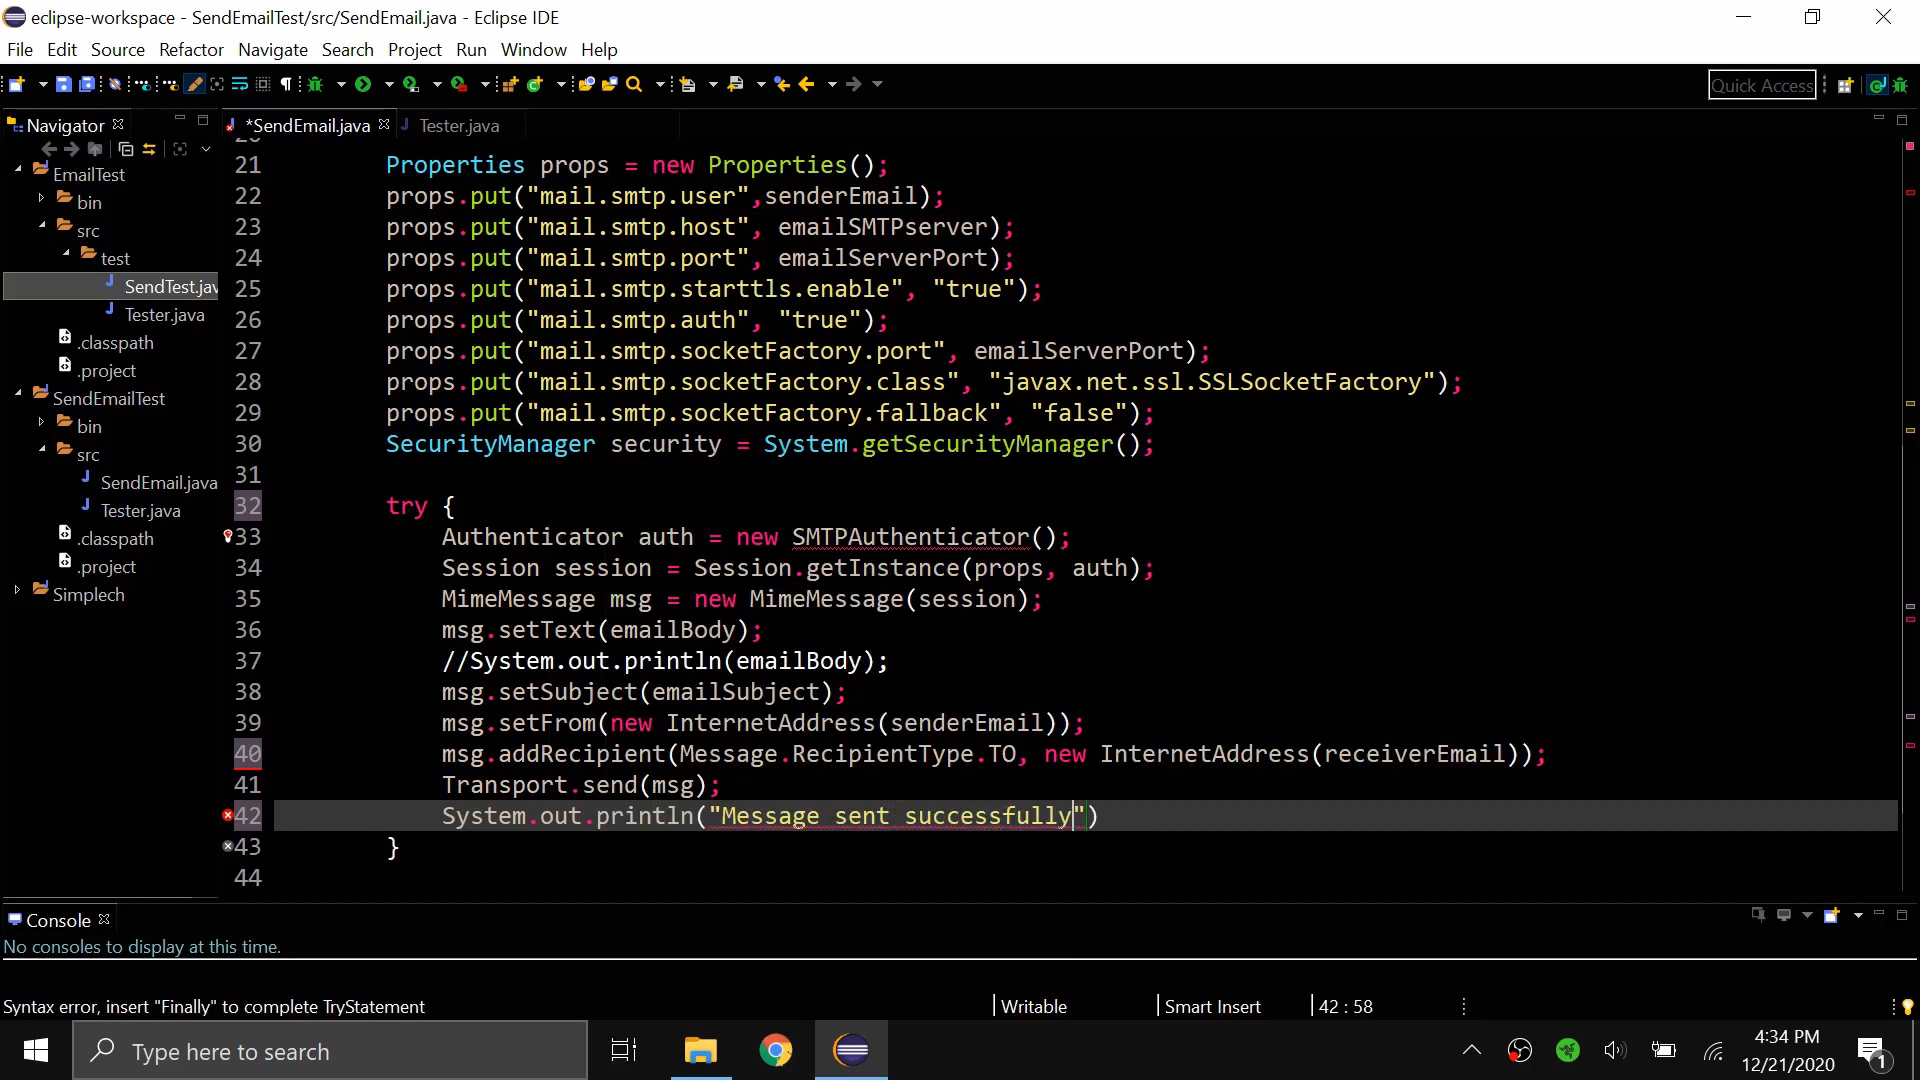 eclipse-workspace - SendEmailTest/src/SendEmail.java - Eclipse IDE
File Edit Source Refactor Navigate Search Project Run Window Help
Quick Access
Navigator
*SendEmail.java
Tester.java
EmailTest
bin
src
test
SendTest.jav
Tester.java
.classpath
.project
SendEmailTest
bin
src
SendEmail.java
Tester.java
.classpath
.project
Simplech
20
21 Properties props = new Properties();
22 props.put("mail.smtp.user",senderEmail);
23 props.put("mail.smtp.host", emailSMTPserver);
24 props.put("mail.smtp.port", emailServerPort);
25 props.put("mail.smtp.starttls.enable", "true");
26 props.put("mail.smtp.auth", "true");
27 props.put("mail.smtp.socketFactory.port", emailServerPort);
28 props.put("mail.smtp.socketFactory.class", "javax.net.ssl.SSLSocketFactory");
29 props.put("mail.smtp.socketFactory.fallback", "false");
30 SecurityManager security = System.getSecurityManager();
31
32 try {
33 Authenticator auth = new SMTPAuthenticator();
34 Session session = Session.getInstance(props, auth);
35 MimeMessage msg = new MimeMessage(session);
36 msg.setText(emailBody);
37 //System.out.println(emailBody);
38 msg.setSubject(emailSubject);
39 msg.setFrom(new InternetAddress(senderEmail));
40 msg.addRecipient(Message.RecipientType.TO, new InternetAddress(receiverEmail));
41 Transport.send(msg);
42 System.out.println("Message sent successfully")
43 }
44
Console
No consoles to display at this time.
Syntax error, insert "Finally" to complete TryStatement
Writable
Smart Insert
42 : 58
Type here to search
4:34 PM
12/21/2020
1